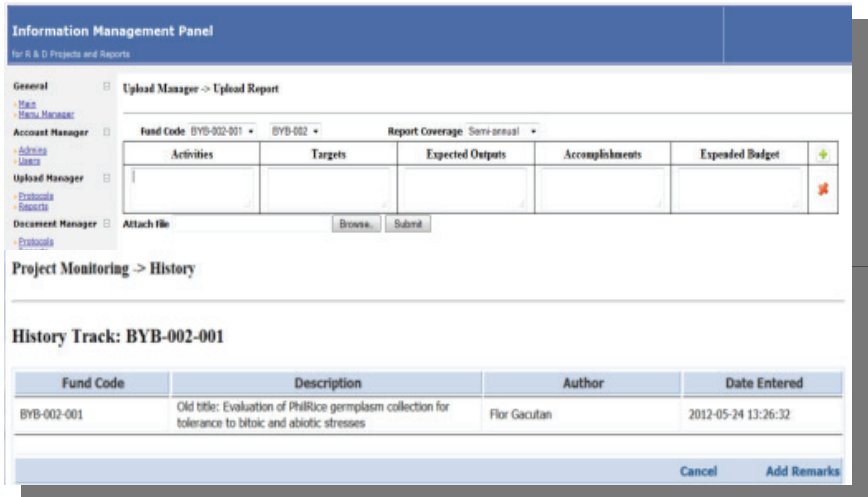 Information Management Panel
for R & D Projects and Reports
General
Main
Menu Manager
Account Manager
Admins
Users
Upload Manager
Protocols
Reports
Document Manager
Protocols
Upload Manager -> Upload Report
Fund Code BYB-002-001 BYB-002 Report Coverage Semi-annual
Activities Targets Expected Outputs Accomplishments Expended Budget
Attach file Browse.. Submit
Project Monitoring -> History
History Track: BYB-002-001
Fund Code Description Author Date Entered
BYB-002-001 Old title: Evaluation of PhilRice germplasm collection for
tolerance to bitoic and abiotic stresses Flor Gacutan 2012-05-24 13:26:32
Cancel Add Remarks